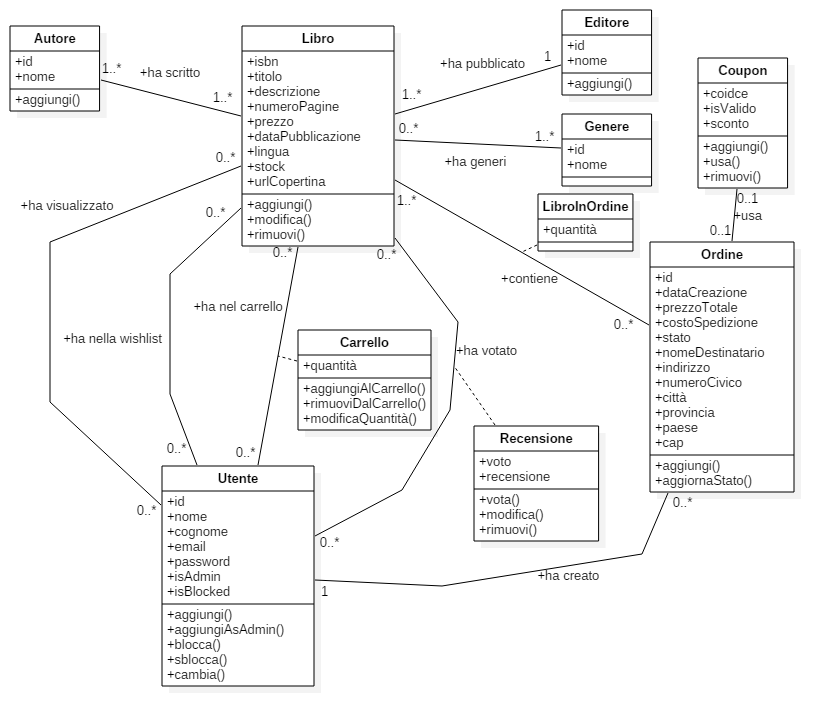 Autore
+id
+nome
+aggiungi()
1..*
+ha scritto
1..*
Libro
+isbn
+titolo
+descrizione
+numeroPagine
+prezzo
+dataPubblicazione
+lingua
+stock
+urlCopertina
+aggiungi()
+modifica()
+rimuovi()
Editore
+id
+nome
+aggiungi()
+ha pubblicato
1
1..*
Genere
+id
+nome
0..*
1..*
+ha generi
Coupon
+coidce
+isValido
+sconto
+aggiungi()
+usa()
+rimuovi()
0..1
+usa
0..1
LibroInOrdine
+quantità
1..*
+contiene
0..*
Ordine
+id
+dataCreazione
+prezzoTotale
+costoSpedizione
+stato
+nomeDestinatario
+indirizzo
+numeroCivico
+città
+provincia
+paese
+cap
+aggiungi()
+aggiornaStato()
0..*
0..*
+ha visualizzato
0..*
0..*
+ha nella wishlist
0..*
0..*
+ha nel carrello
0..*
Carrello
+quantità
+aggiungiAlCarrello()
+rimuoviDalCarrello()
+modificaQuantità()
0..*
+ha votato
0..*
Recensione
+voto
+recensione
+vota()
+modifica()
+rimuovi()
Utente
+id
+nome
+cognome
+email
+password
+isAdmin
+isBlocked
+aggiungi()
+aggiungiAsAdmin()
+blocca()
+sblocca()
+cambia()
1
+ha creato